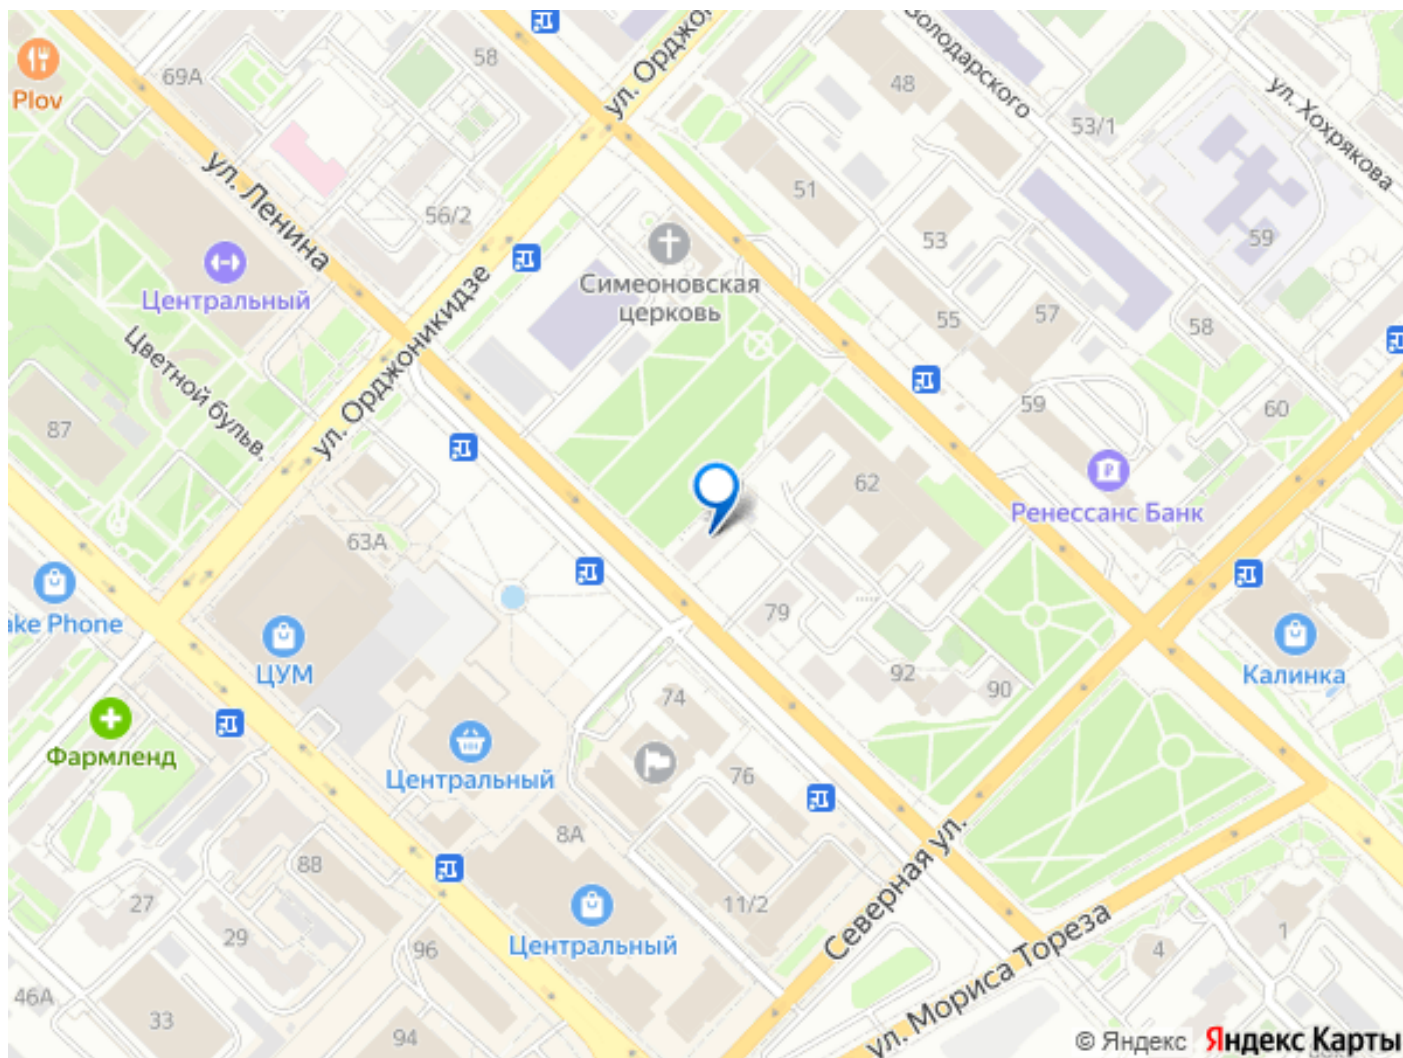 Plov
69А
58
ул. Орджо
Володарского
48
53/1
ул. Хохрякова
ул. Ленина
56/2
51
53
59
Центральный
Симеоновская
церковь
ул. Орджоникидзе
Цветной бульв.
55
57
58
87
59
60
62
Ренессанс Банк
63А
ake Phone
ЦУМ
79
92
90
Калинка
Фармленд
74
Центральный
76
8А
88
11/2
27
29
Центральный
96
Северная ул.
ул. Мориса Тореза
4
1
46А
33
94
© Яндекс Яндекс Карты